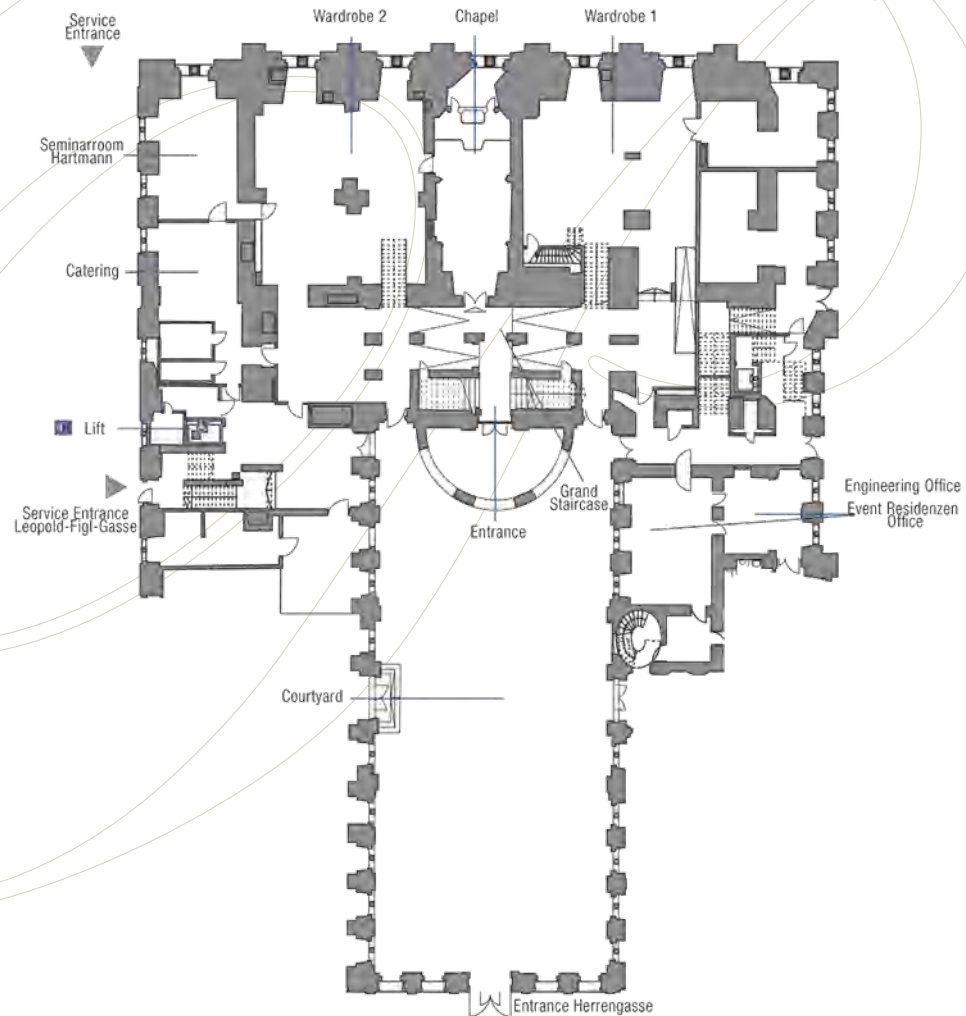 Service
Entrance
Wardrobe 2
Chapel
Wardrobe 1
Seminarroom
Hartmann
Catering
Lift
Service Entrance
Leopold-Figl-Gasse
Grand
Staircase
Entrance
Engineering Office
Event Residenzen
Office
Courtyard
Entrance Herrengasse